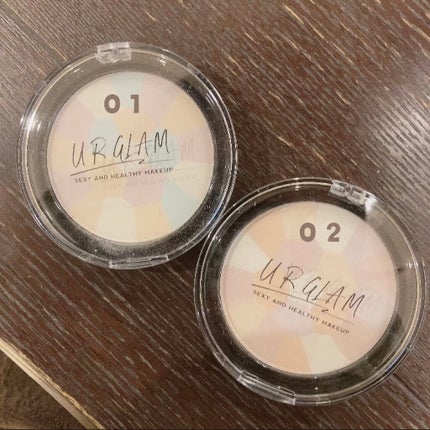 01
URGLAM
SEXY AND HEALTHY MAKEUP
02
URGLAM
SEXY AND HEALTHY MAKEUP